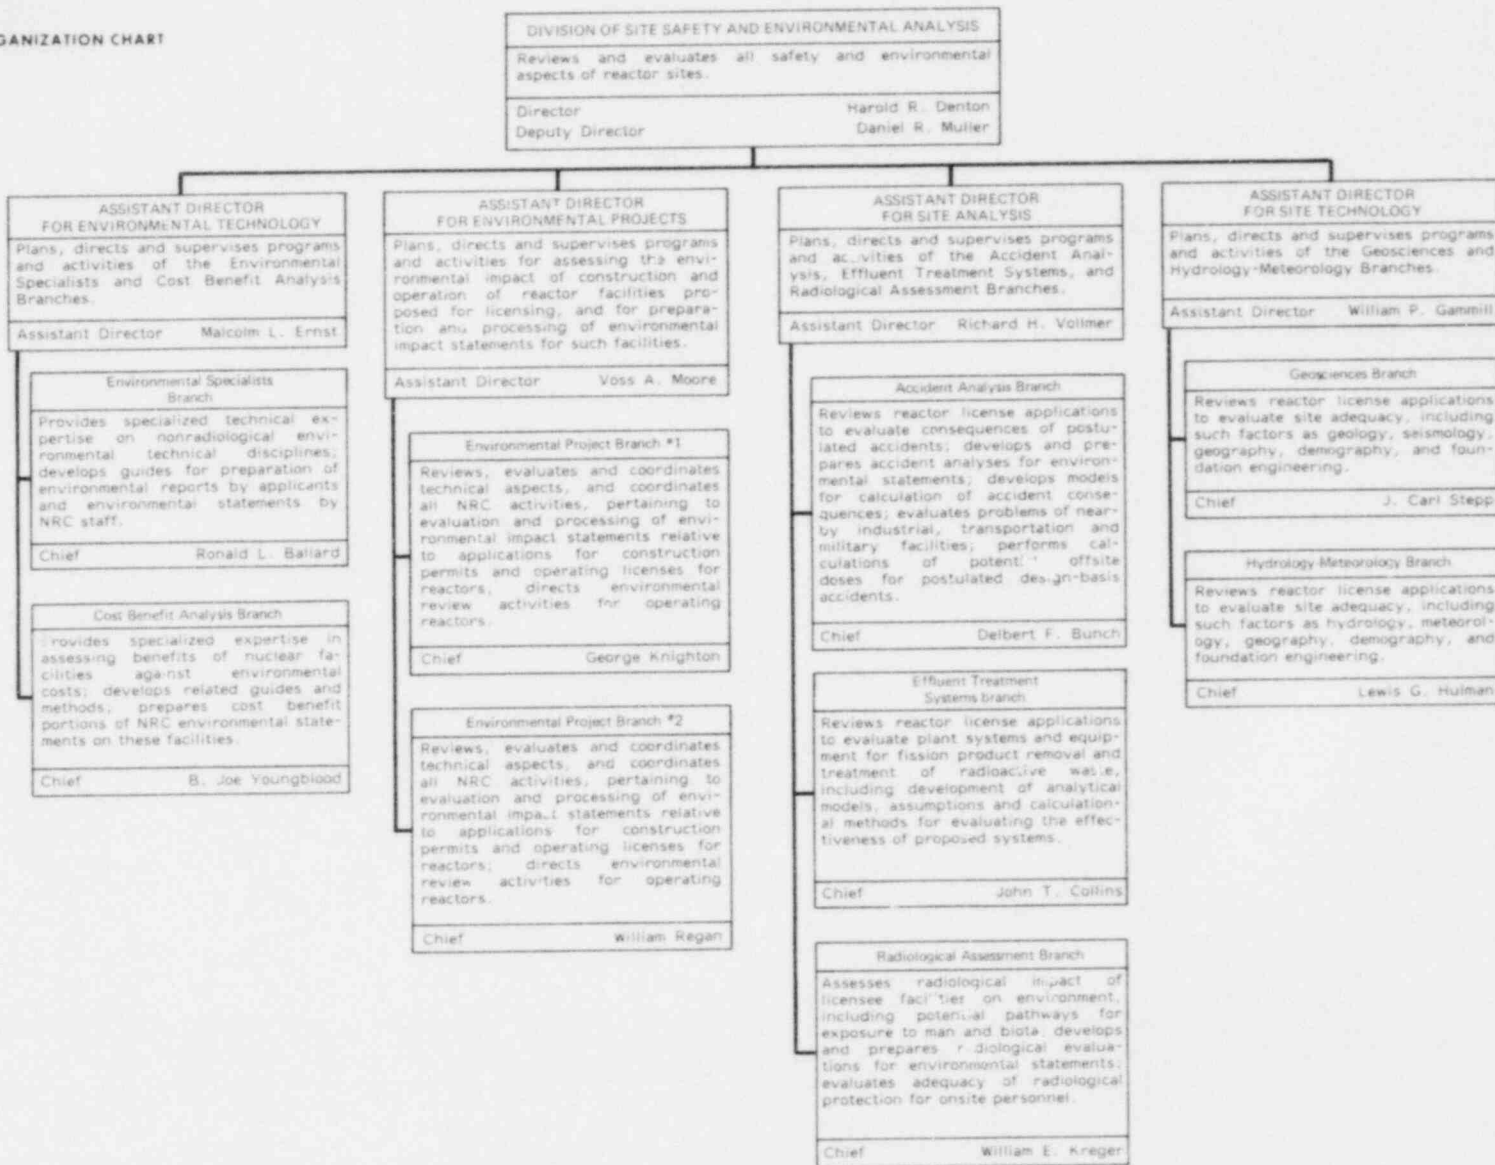 GANIZATION CHART
DIVISION OF SITE SAFETY AND ENVIRONMENTAL ANALYSIS
Reviews and evaluates all safety and environmental
aspects of reactor sites.
Director Harold R. Denton
Deputy Director Daniel R. Muller
ASSISTANT DIRECTOR
FOR ENVIRONMENTAL TECHNOLOGY
Plans, directs and supervises programs
and activities of the Environmental
Specialists and Cost Benefit Analysis
Branches.
Assistant Director Malcolm L. Ernst
Environmental Specialists
Branch
Provides specialized technical ex-
pertise on nonradiological envi-
ronmental technical disciplines;
develops guides for preparation of
environmental reports by applicants
and environmental statements by
NRC staff.
Chief Ronald L. Ballard
Cost Benefit Analysis Branch
rovides specialized expertise in
assessing benefits of nuclear fa-
cilities against environmental
costs; develops related guides and
methods; prepares cost benefit
portions of NRC environmental state-
ments on these facilities.
Chief B. Joe Youngblood
ASSISTANT DIRECTOR
FOR ENVIRONMENTAL PROJECTS
Plans, directs and supervises programs
and activities for assessing the envi-
ronmental impact of construction and
operation of reactor facilities pro-
posed for licensing, and for prepara-
tion and processing of environmental
impact statements for such facilities.
Assistant Director Voss A. Moore
Environmental Project Branch #1
Reviews, evaluates and coordinates
technical aspects, and coordinates
all NRC activities, pertaining to
evaluation and processing of envi-
ronmental impact statements relative
to applications for construction
permits and operating licenses for
reactors, directs environmental
review activities for operating
reactors.
Chief George Knighton
Environmental Project Branch #2
Reviews, evaluates and coordinates
technical aspects, and coordinates
all NRC activities, pertaining to
evaluation and processing of envi-
ronmental impact statements relative
to applications for construction
permits and operating licenses for
reactors; directs environmental
review activities for operating
reactors.
Chief William Regan
ASSISTANT DIRECTOR
FOR SITE ANALYSIS
Plans, directs and supervises programs
and activities of the Accident Anal-
ysis, Effluent Treatment Systems, and
Radiological Assessment Branches.
Assistant Director Richard H. Vollmer
Accident Analysis Branch
Reviews reactor license applications
to evaluate consequences of postu-
lated accidents; develops and pre-
pares accident analyses for environ-
mental statements; develops models
for calculation of accident conse-
quences; evaluates problems of near-
by industrial, transportation and
military facilities; performs cal-
culations of potential offsite
doses for postulated design-basis
accidents.
Chief Delbert F. Bunch
Effluent Treatment
Systems branch
Reviews reactor license applications
to evaluate plant systems and equip-
ment for fission product removal and
treatment of radioactive waste,
including development of analytical
models, assumptions and calculation-
al methods for evaluating the effec-
tiveness of proposed systems.
Chief John T. Collins
Radiological Assessment Branch
Assesses radiological impact of
licensee facilities on environment,
including potential pathways for
exposure to man and biota; develops
and prepares radiological evalua-
tions for environmental statements;
evaluates adequacy of radiological
protection for onsite personnel.
Chief William E. Kreger
ASSISTANT DIRECTOR
FOR SITE TECHNOLOGY
Plans, directs and supervises programs
and activities of the Geosciences and
Hydrology-Meteorology Branches.
Assistant Director William P. Gammill
Geosciences Branch
Reviews reactor license applications
to evaluate site adequacy, including
such factors as geology, seismology,
geography, demography, and foun-
dation engineering.
Chief J. Carl Stepp
Hydrology-Meteorology Branch
Reviews reactor license applications
to evaluate site adequacy, including
such factors as hydrology, meteorol-
ogy, geography, demography, and
foundation engineering.
Chief Lewis G. Hulman